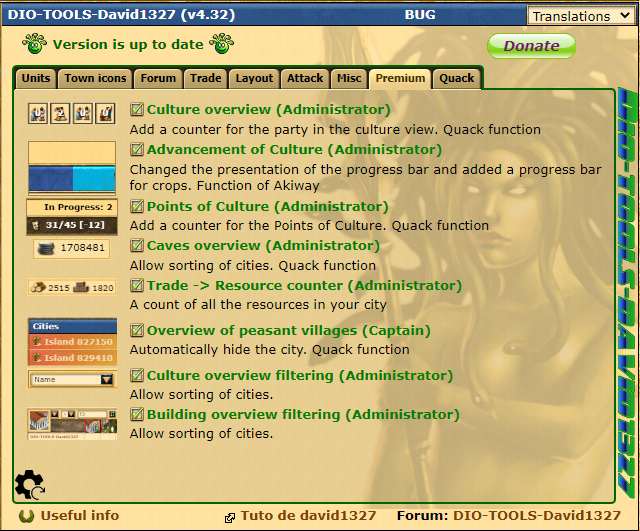 DIO-TOOLS-David1327 (v4.32) BUG Translations
Version is up to date Donate
Units Town icons Forum Trade Layout Attack Misc Premium Quack
Culture overview (Administrator)
Add a counter for the party in the culture view. Quack function
Advancement of Culture (Administrator)
Changed the presentation of the progress bar and added a progress bar
for crops. Function of Akiway
In Progress: 2
31/45 [-12]
Points of Culture (Administrator)
Add a counter for the Points of Culture. Quack function
1708481
Caves overview (Administrator)
Allow sorting of cities. Quack function
2515 1820
Trade -> Resource counter (Administrator)
A count of all the resources in your city
Cities
Island 827150
Island 829410
Overview of peasant villages (Captain)
Automatically hide the city. Quack function
Name
Culture overview filtering (Administrator)
Allow sorting of cities.
DIO-TOOLS-David1327
Building overview filtering (Administrator)
Allow sorting of cities.
DIO-TOOLS-DAVID1327
Useful info Tuto de david1327 Forum: DIO-TOOLS-David1327